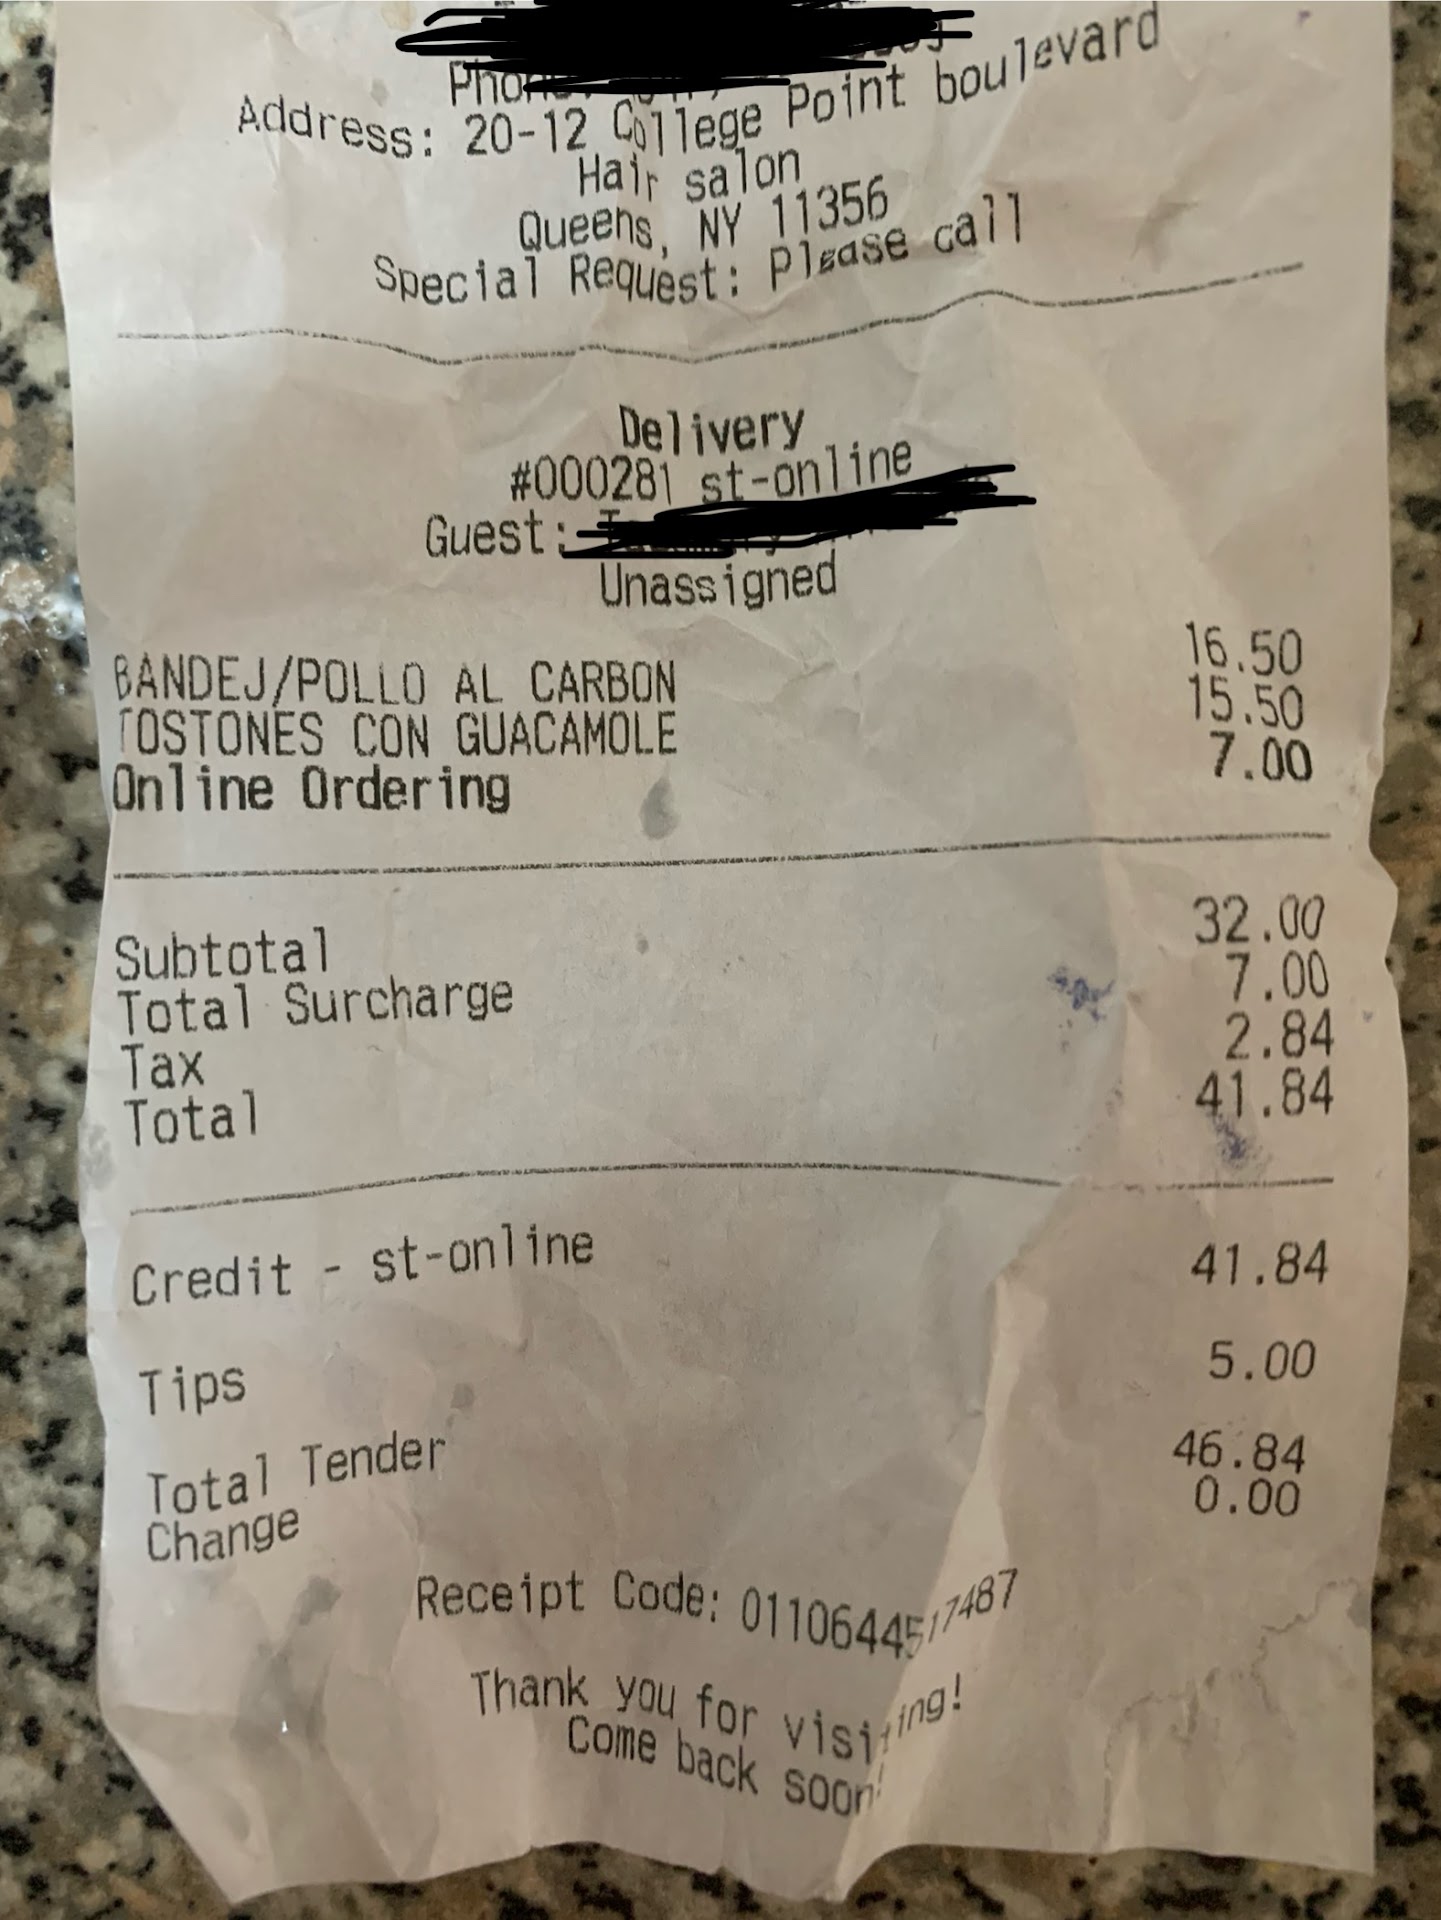 Address: 20-12 College Point boulevard
Hair salon
Queens, NY 11356
Special Request: Please call
Delivery
#000281 st-online
Guest:
Unassigned
BANDEJ/POLLO AL CARBON 16.50
TOSTONES CON GUACAMOLE 15.50
Online Ordering 7.00
Subtotal 32.00
Total Surcharge 7.00
Tax 2.84
Total 41.84
Credit - st-online 41.84
Tips 5.00
Total Tender 46.84
Change 0.00
Receipt Code: 0110644517487
Thank you for visiting!
Come back soon!